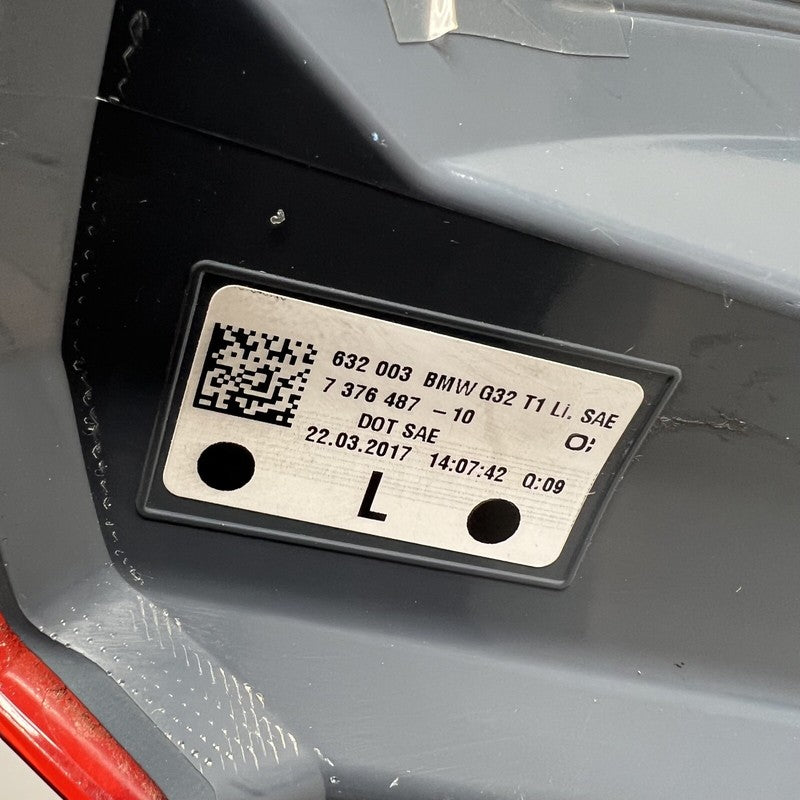 632 003 BMW G32 T1 Li. SAE
7 376 487 -10
DOT SAE
22.03.2017 14:07:42 Q:09
L